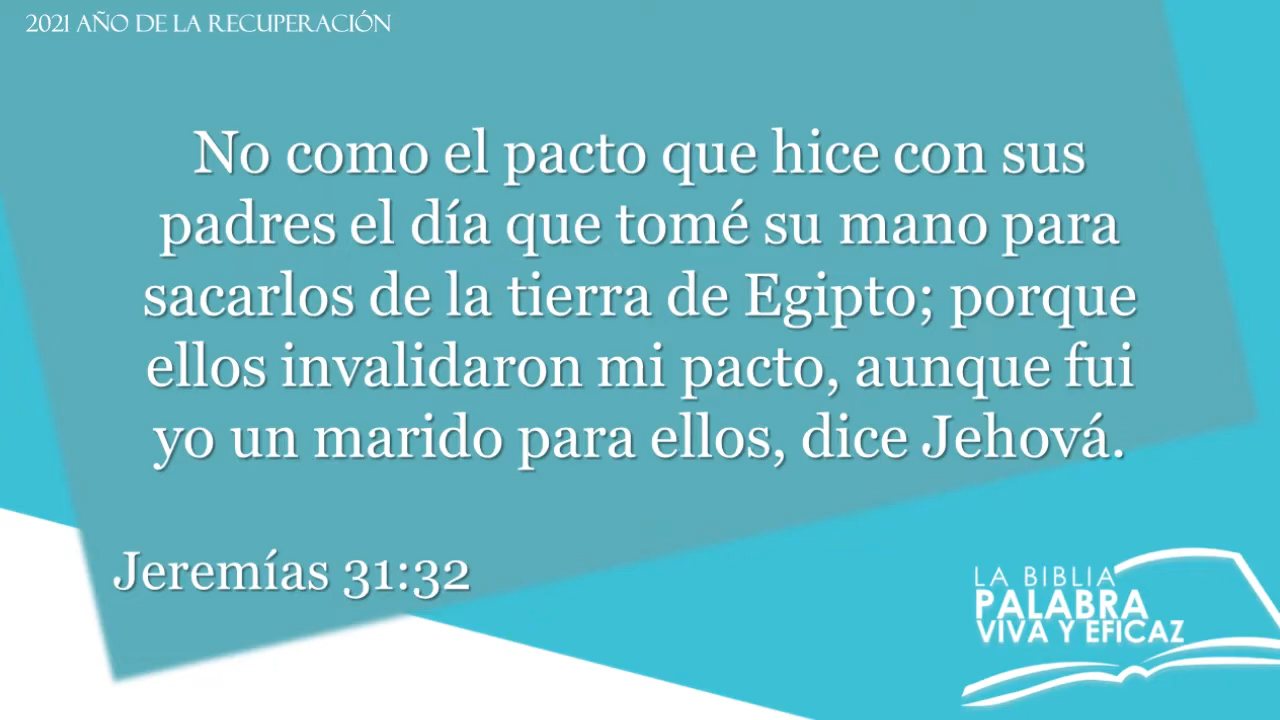 2021 AÑO DE LA RECUPERACIÓN
No como el pacto que hice con sus
padres el día que tomé su mano para
sacarlos de la tierra de Egipto; porque
ellos invalidaron mi pacto, aunque fui
yo un marido para ellos, dice Jehová.
Jeremías 31:32
LA BIBLIA
PALABRA
VIVA Y EFICAZ